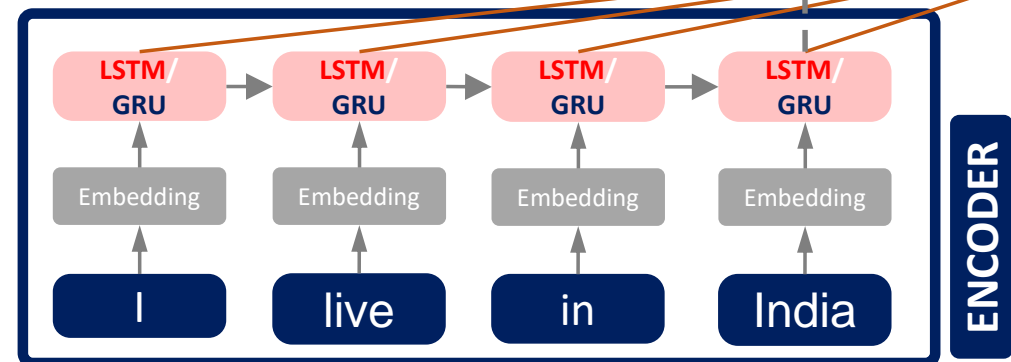 LSTM/ LSTM/ LSTM/ LSTM/
GRU GRU GRU GRU
Embedding Embedding Embedding Embedding
I live in India
ENCODER